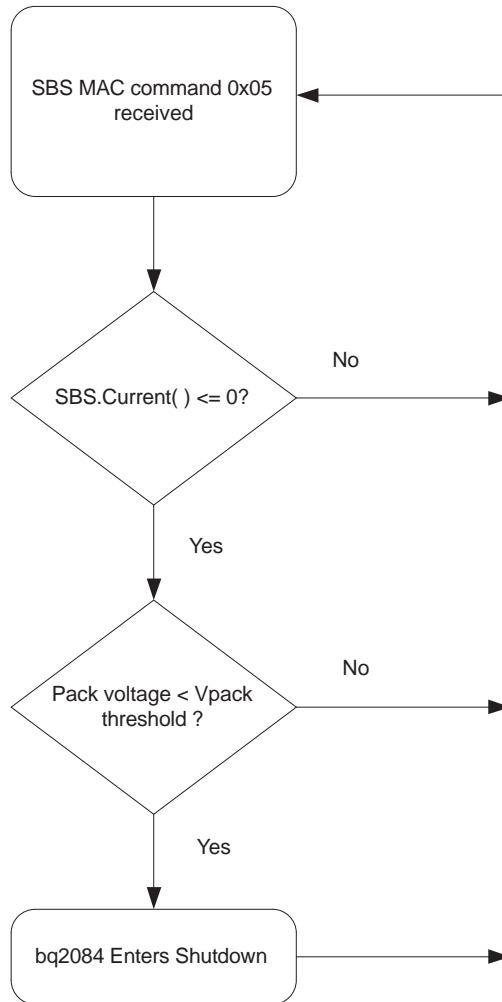 SBS MAC command 0x05
received
No
SBS.Current( ) <= 0?
Yes
No
Pack voltage < Vpack
threshold ?
Yes
bq2084 Enters Shutdown